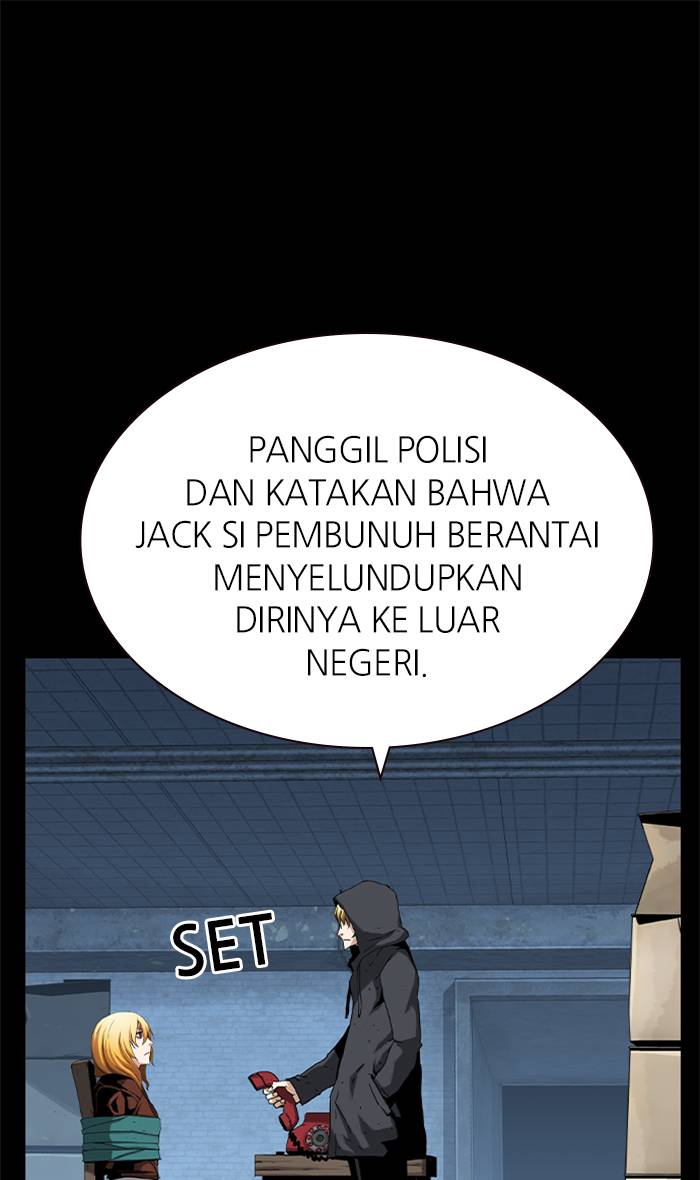 PANGGIL POLISI
DAN KATAKAN BAHWA
JACK SI PEMBUNUH BERANTAI
MENYELUNDUPKAN
DIRINYA KE LUAR
NEGERI.
SET